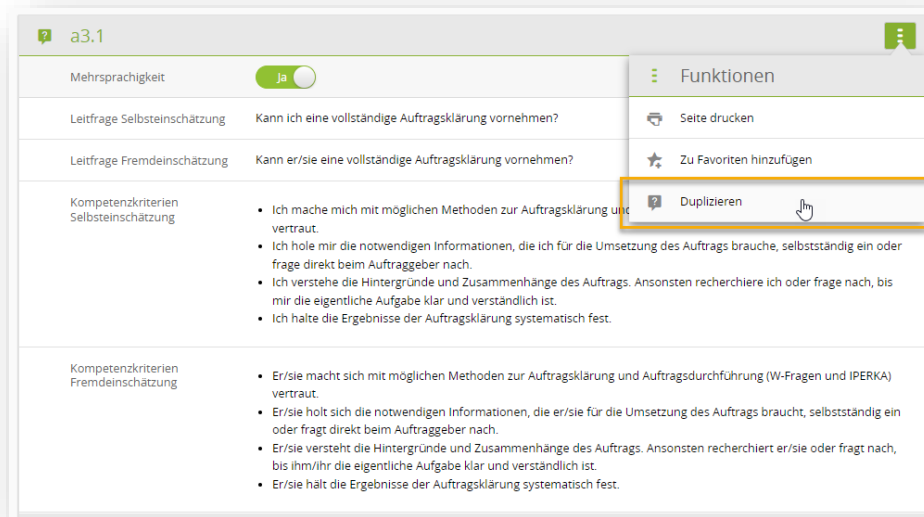 a3.1
Funktionen
Mehrsprachigkeit
Ja
Seite drucken
Leitfrage Selbsteinschätzung
Kann ich eine vollständige Auftragsklärung vornehmen?
Zu Favoriten hinzufügen
Leitfrage Fremdeinschätzung
Kann er/sie eine vollständige Auftragsklärung vornehmen?
Duplizieren
Kompetenzkriterien
Selbsteinschätzung
• Ich mache mich mit möglichen Methoden zur Auftragsklärung und
vertraut.
• Ich hole mir die notwendigen Informationen, die ich für die Umsetzung des Auftrags brauche, selbstständig ein oder
frage direkt beim Auftraggeber nach.
• Ich verstehe die Hintergründe und Zusammenhänge des Auftrags. Ansonsten recherchiere ich oder frage nach, bis
mir die eigentliche Aufgabe klar und verständlich ist.
• Ich halte die Ergebnisse der Auftragsklärung systematisch fest.
Kompetenzkriterien
Fremdeinschätzung
• Er/sie macht sich mit möglichen Methoden zur Auftragsklärung und Auftragsdurchführung (W-Fragen und IPERKA)
vertraut.
• Er/sie holt sich die notwendigen Informationen, die er/sie für die Umsetzung des Auftrags braucht, selbstständig ein
oder fragt direkt beim Auftraggeber nach.
• Er/sie versteht die Hintergründe und Zusammenhänge des Auftrags. Ansonsten recherchiert er/sie oder fragt nach,
bis ihm/ihr die eigentliche Aufgabe klar und verständlich ist.
• Er/sie hält die Ergebnisse der Auftragsklärung systematisch fest.